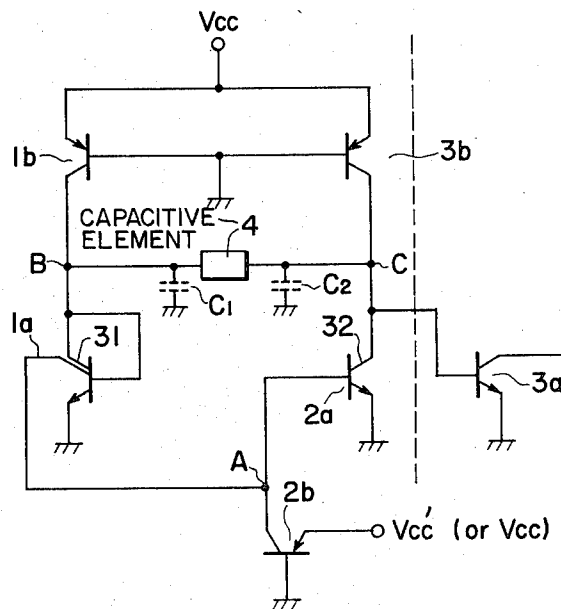 Vcc
1b
3b
CAPACITIVE 4
ELEMENT
B
C
C1
C2
1a
31
32
2a
3a
A
2b
Vcc' (or Vcc)